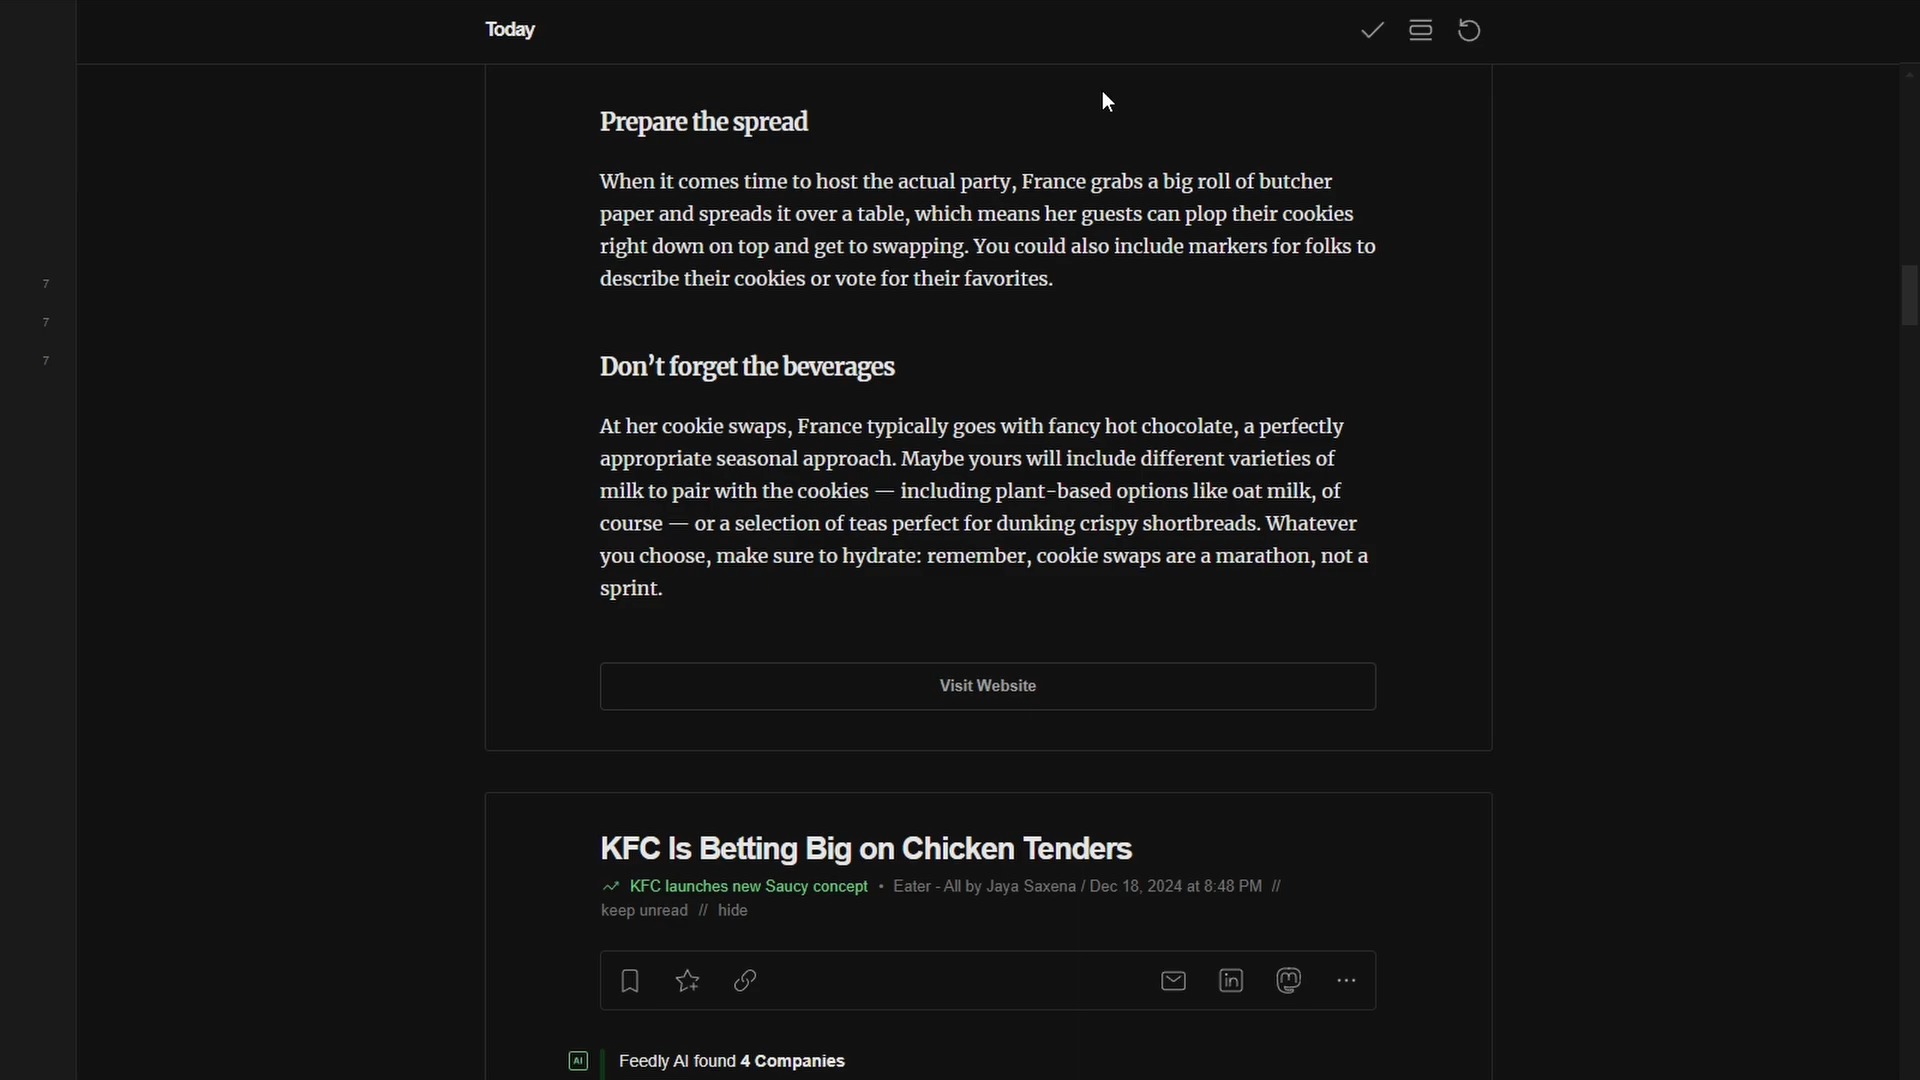 Today
Prepare the spread
When it comes time to host the actual party, France grabs a big roll of butcher
paper and spreads it over a table, which means her guests can plop their cookies
right down on top and get to swapping. You could also include markers for folks to
describe their cookies or vote for their favorites.
7
7
7
Don’t forget the beverages
At her cookie swaps, France typically goes with fancy hot chocolate, a perfectly
appropriate seasonal approach. Maybe yours will include different varieties of
milk to pair with the cookies — including plant-based options like oat milk, of
course — or a selection of teas perfect for dunking crispy shortbreads. Whatever
you choose, make sure to hydrate: remember, cookie swaps are a marathon, not a
sprint.
Visit Website
KFC Is Betting Big on Chicken Tenders
KFC launches new Saucy concept • Eater - All by Jaya Saxena / Dec 18, 2024 at 8:48 PM //
keep unread // hide
AI Feedly AI found 4 Companies